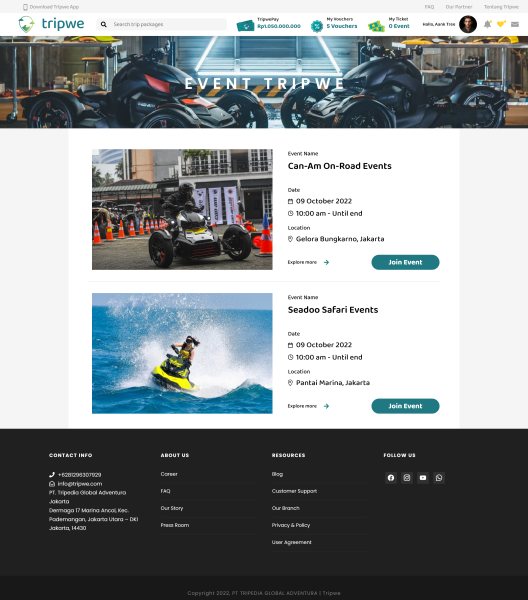 Download Tripwe App
FAQ
Our Partner
Tentang Tripwe
tripwe
Search trip packages
TripwePay
Rp1.050.000.000
My Vouchers
5 Vouchers
My Ticket
0 Event
Hallo, Aank Tree
EVENT TRIPWE
Event Name
Can-Am On-Road Events
Date
09 October 2022
10:00 am - Until end
Location
Gelora Bungkarno, Jakarta
Explore more
Join Event
Event Name
Seadoo Safari Events
Date
09 October 2022
10:00 am - Until end
Location
Pantai Marina, Jakarta
Explore more
Join Event
CONTACT INFO
+6281296307929
info@tripwe.com
PT. Tripedia Global Adventura
Jakarta
Dermaga 17 Marina Ancol, Kec.
Pademangan, Jakarta Utara – DKI
Jakarta, 14430
ABOUT US
Career
FAQ
Our Story
Press Room
RESOURCES
Blog
Customer Support
Our Branch
Privacy & Policy
User Agreement
FOLLOW US
Copyright 2022, PT TRIPEDIA GLOBAL ADVENTURA | Tripwe